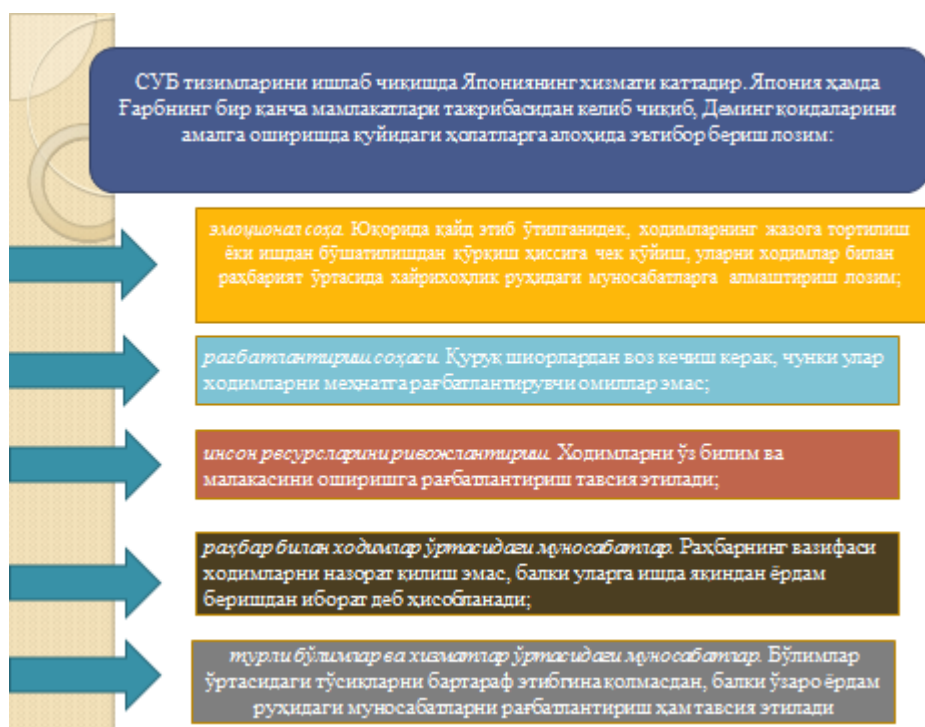 СУБ тизимларини ишлаб чиқишда Япониянинг хизмати каттадир. Япония ҳамда
Ғарбнинг бир қанча мамлакатлари тажрибасидан келиб чиқиб, Деминг қоидаларини
амалга оширишда қуйидаги ҳолатларга алоҳида эътибор бериш лозим:
эмоционал соҳа. Юқорида қайд этиб ўтилганидек, ходимларнинг жазога тортилиш
ёки ишдан бўшатилишдан қўрқиш ҳиссига чек қўйиш, уларни ходимлар билан
раҳбарият ўртасида хайрихоҳлик руҳидаги муносабатларга алмаштириш лозим;
рағбатлантириш соҳаси. Қуруқ шиорлардан воз кечиш керак, чунки улар
ходимларни меҳнатга рағбатлантирувчи омиллар эмас;
инсон ресурсларини ривожлантириш. Ходимларни ўз билим ва
малакасини оширишга рағбатлантириш тавсия этилади;
раҳбар билан ходимлар ўртасидаги муносабатлар. Раҳбарнинг вазифаси
ходимларни назорат қилиш эмас, балки уларга ишда яқиндан ёрдам
беришдан иборат деб ҳисобланади;
турли бўлимлар ва хизматлар ўртасидаги муносабатлар. Бўлимлар
ўртасидаги тўсиқларни бартараф этибгина қолмасдан, балки ўзаро ёрдам
руҳидаги муносабатларни рағбатлантириш ҳам тавсия этилади